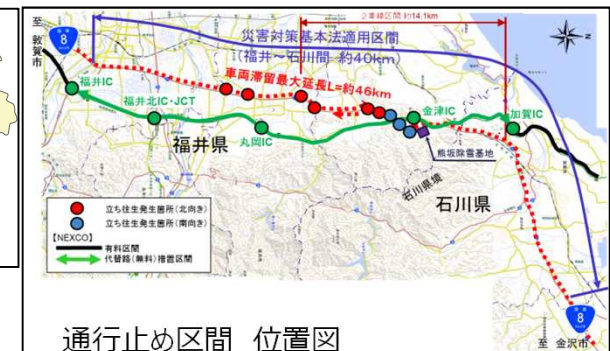 2車線区間 約14.1km
災害対策基本法適用区間
(福井～石川間 ≒約40km)
車両滞留最大延長L=約46km
国道
8
至
敦賀市
福井IC
福井北IC・JCT
丸岡IC
金津IC
加賀IC
熊坂除雪基地
福井県
石川県境
石川県
立ち往生発生箇所(北向き)
立ち往生発生箇所(南向き)
【NEXCO】
有料区間
代替路(無料)措置区間
N
8
至 金沢市
通行止め区間 位置図